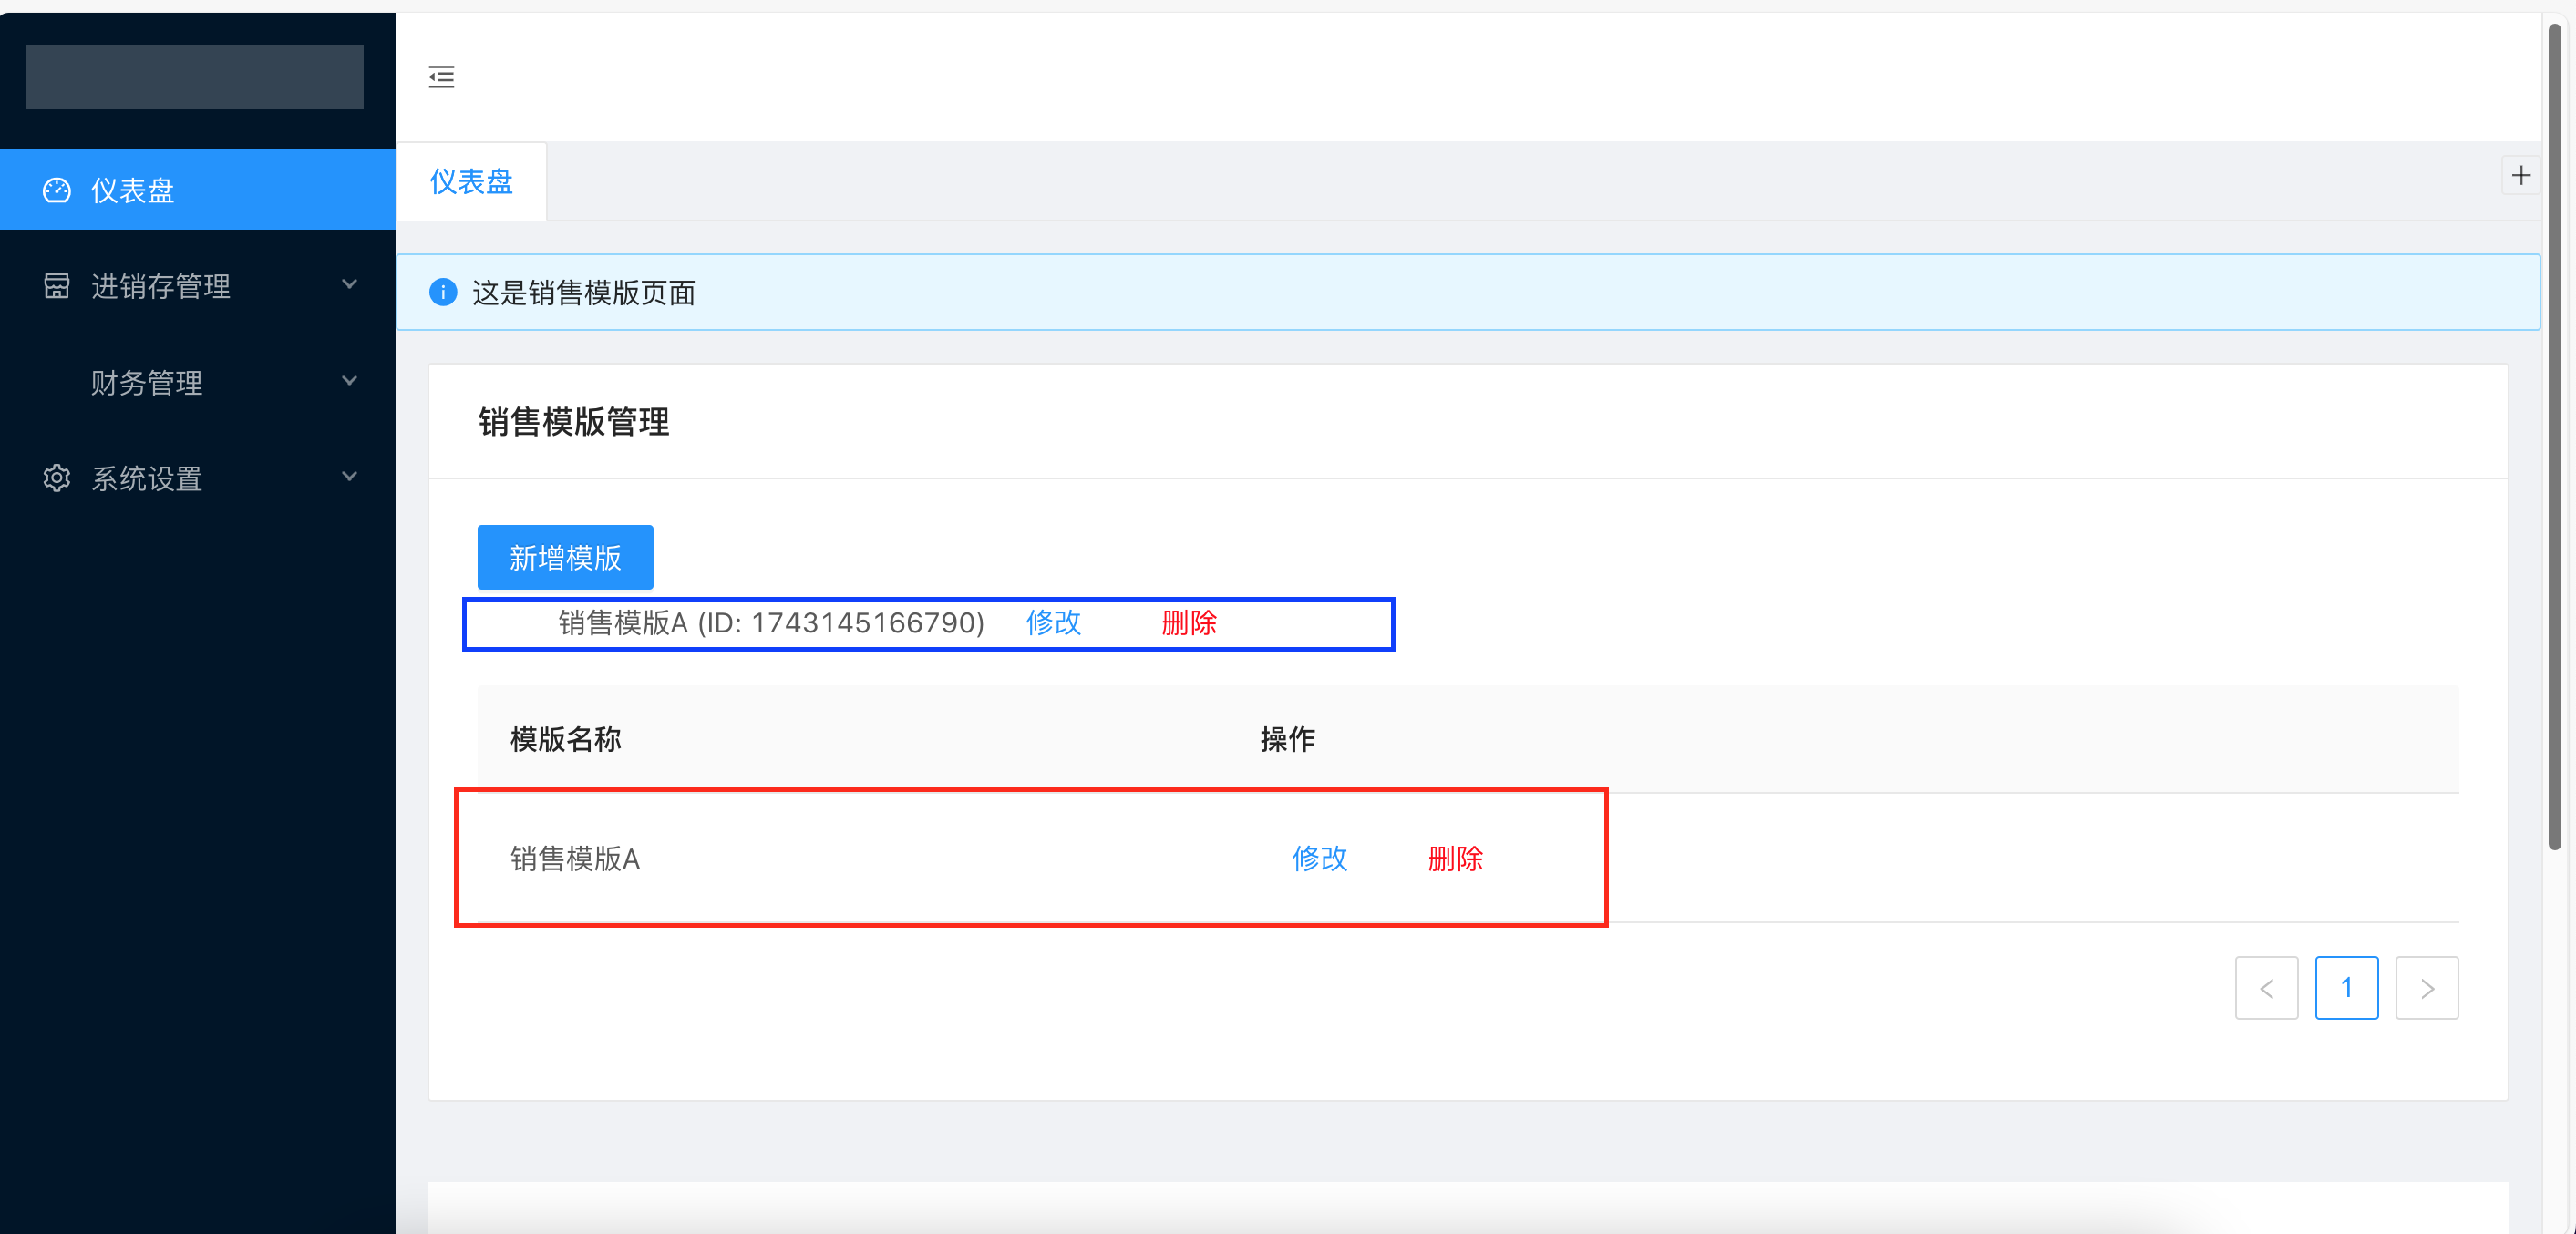 仪表盘
进销存管理
财务管理
系统设置
仪表盘
这是销售模版页面
销售模版管理
新增模版
销售模版A (ID: 1743145166790) 修改 删除
模版名称 操作
销售模版A 修改 删除
1